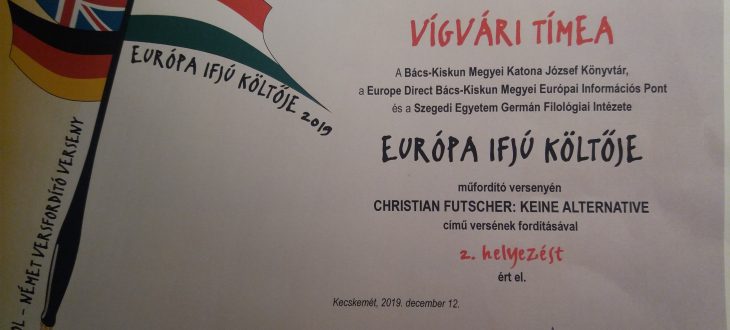 EURÓPA IFJÚ KÖLTŐJE 2019
NÉMET VERSFORDÍTÓ VERSENY
VÍGVÁRI TÍMEA
A Bács-Kiskun Megyei Katona József Könyvtár,
a Europe Direct Bács-Kiskun Megyei Európai Információs Pont
és a Szegedi Egyetem Germán Filológiai Intézete
EURÓPA IFJÚ KÖLTŐJE
műfordító versenyén
CHRISTIAN FUTSCHER: KEINE ALTERNATIVE
című versének fordításával
2. helyezést
ért el.
Kecskemét, 2019. december 12.